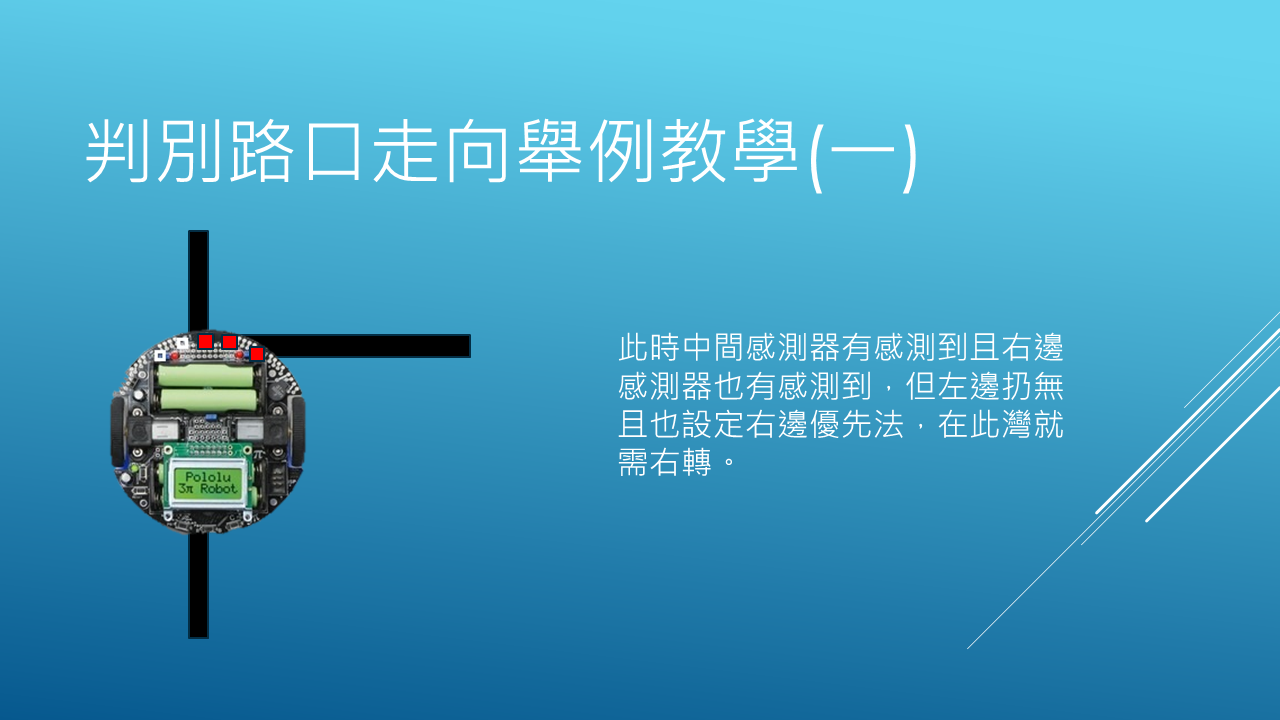 判別路口走向舉例教學(一)
此時中間感測器有感測到且右邊
感測器也有感測到，但左邊扔無
且也設定右邊優先法，在此灣就
需右轉。
Pololu
3π Robot